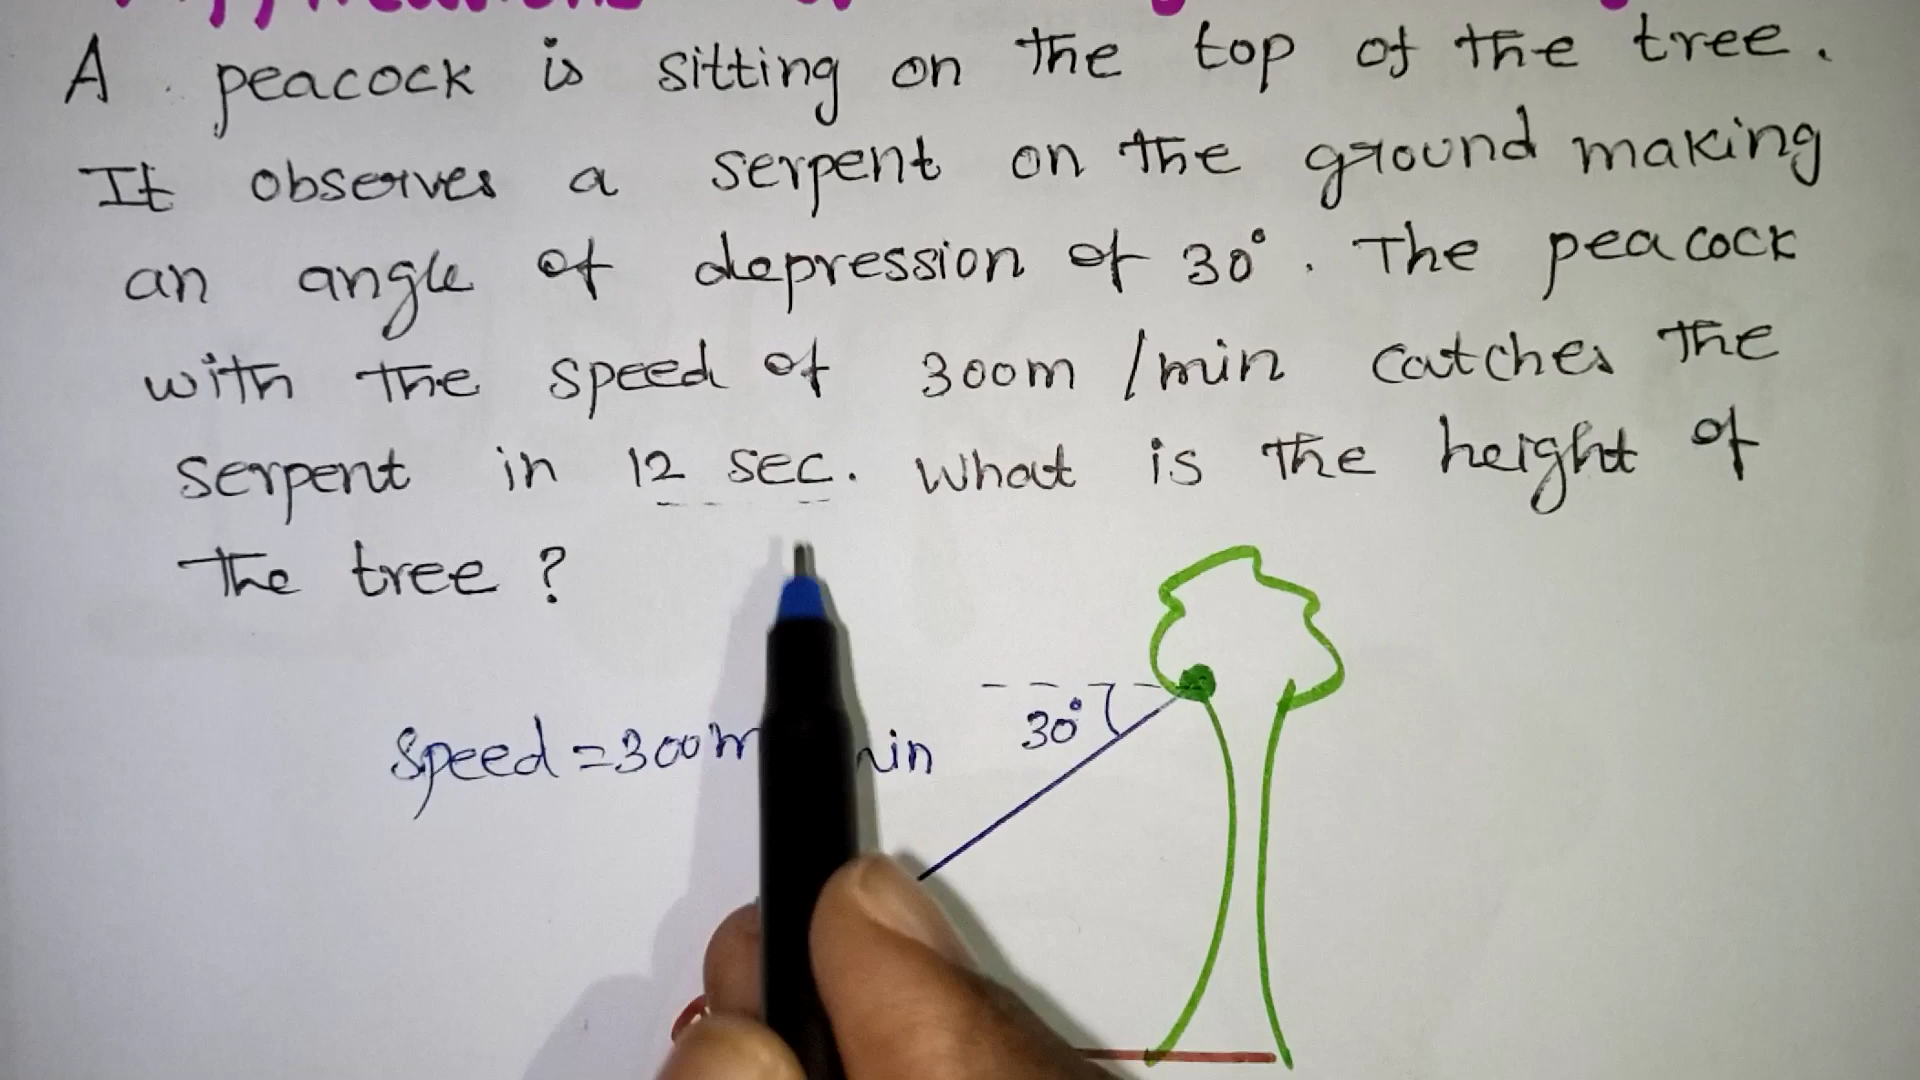 A peacock is sitting on the top of the tree.
It observes a serpent on the ground making
an angle of depression of 30°. The peacock
with the speed of 300m /min catches the
serpent in 12 sec. What is the height of
the tree?
30°
Speed = 300m